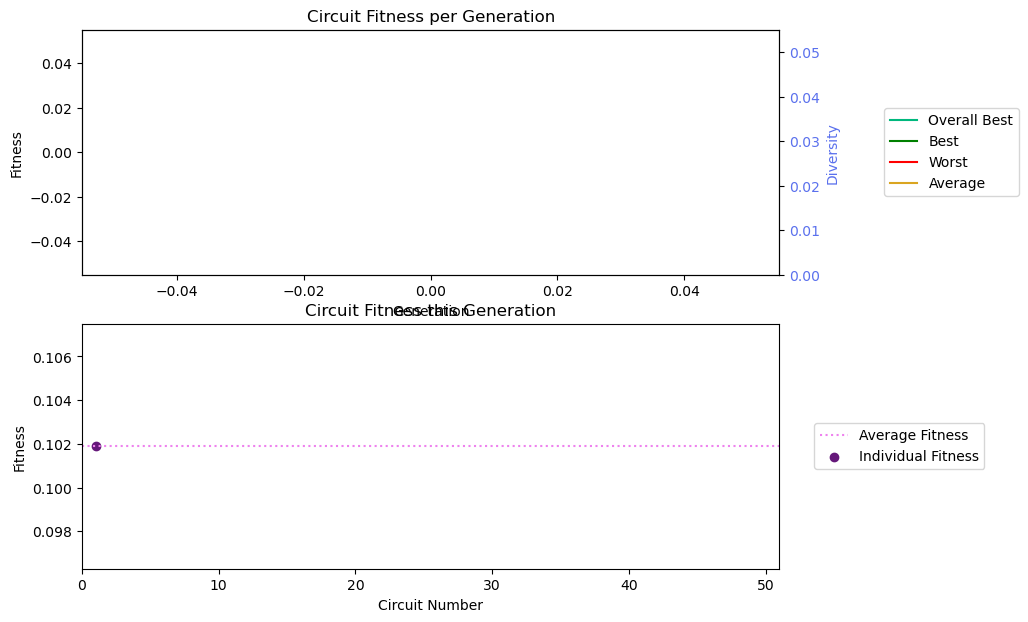 Circuit Fitness per Generation
Fitness
0.04
0.02
0.00
−0.02
−0.04
−0.04
−0.02
0.00
0.02
0.04
Generation
0.05
0.04
0.03
0.02
0.01
0.00
Diversity
Overall Best
Best
Worst
Average
Circuit Fitness this Generation
Fitness
0.106
0.104
0.102
0.100
0.098
0
10
20
30
40
50
Circuit Number
Average Fitness
Individual Fitness